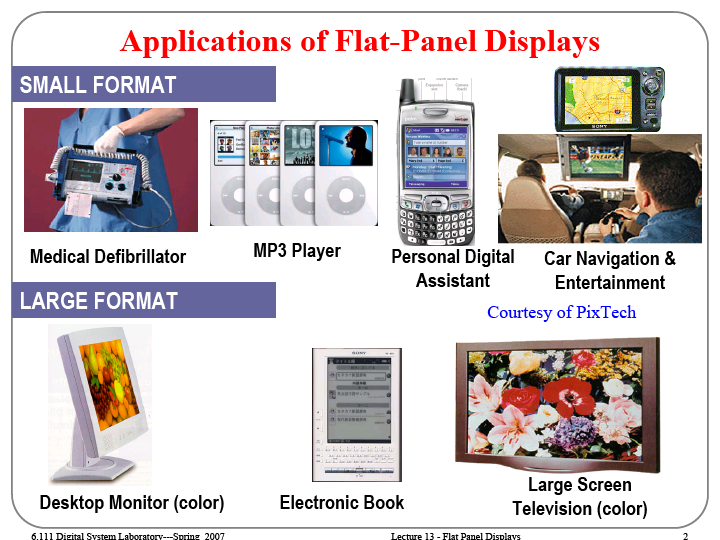 Applications of Flat-Panel Displays
SMALL FORMAT
SONY
Medical Defibrillator
MP3 Player
Personal Digital
Assistant
Car Navigation &
Entertainment
LARGE FORMAT
Courtesy of PixTech
SONY
Desktop Monitor (color)
Electronic Book
Large Screen
Television (color)
6.111 Digital System Laboratory---Spring 2007
Lecture 13 - Flat Panel Displays
2